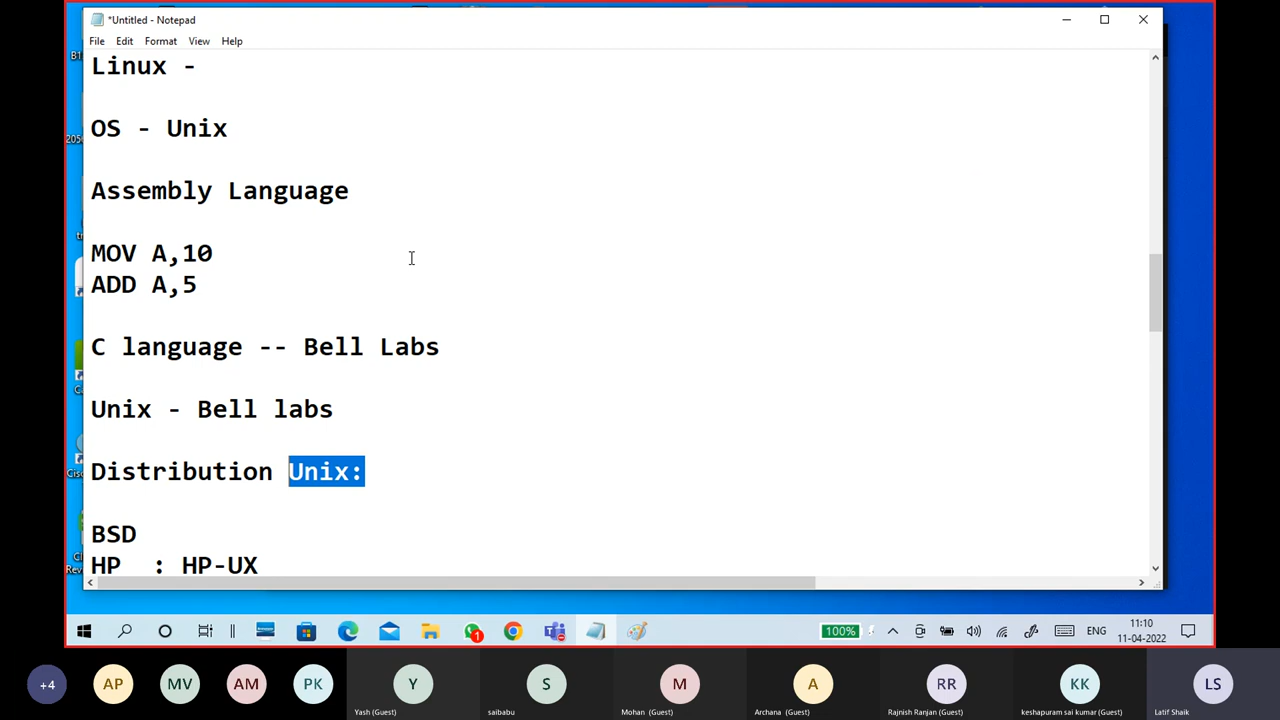 *Untitled - Notepad
File Edit Format View Help
Linux -
OS - Unix
Assembly Language
MOV A,10
ADD A,5
C language -- Bell Labs
Unix - Bell labs
Distribution Unix:
BSD
HP : HP-UX
100%
ENG
11:10
11-04-2022
1
+4
AP
MV
AM
PK
Y
S
M
A
RR
KK
LS
Yash (Guest)
saibabu
Mohan (Guest)
Archana (Guest)
Rajnish Ranjan (Guest)
keshapuram sai kumar (Guest)
Latif Shaik